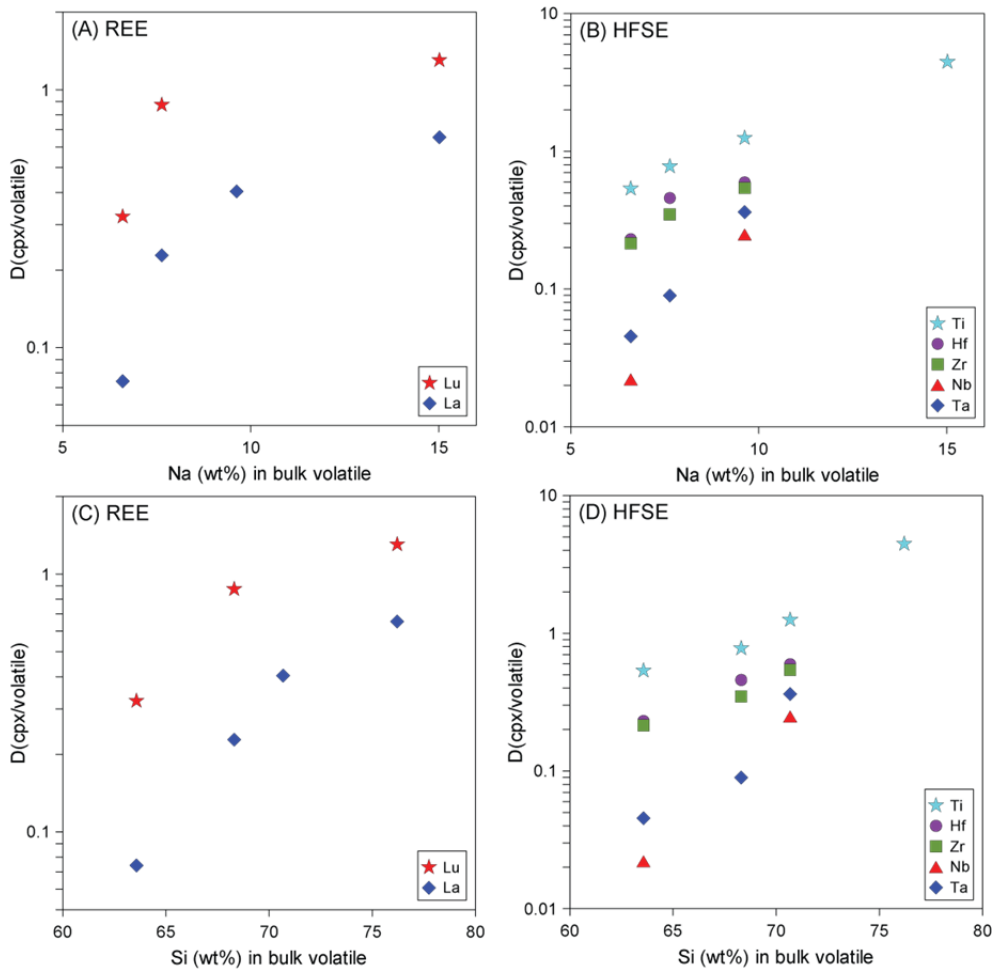 (A) REE
1
0.1
D(cpx/volatile)
Lu
La
5
10
15
Na (wt%) in bulk volatile
(B) HFSE
10
1
0.1
0.01
D(cpx/volatile)
Ti
Hf
Zr
Nb
Ta
5
10
15
Na (wt%) in bulk volatile
(C) REE
1
0.1
D(cpx/volatile)
Lu
La
60
65
70
75
80
Si (wt%) in bulk volatile
(D) HFSE
10
1
0.1
0.01
D(cpx/volatile)
Ti
Hf
Zr
Nb
Ta
60
65
70
75
80
Si (wt%) in bulk volatile